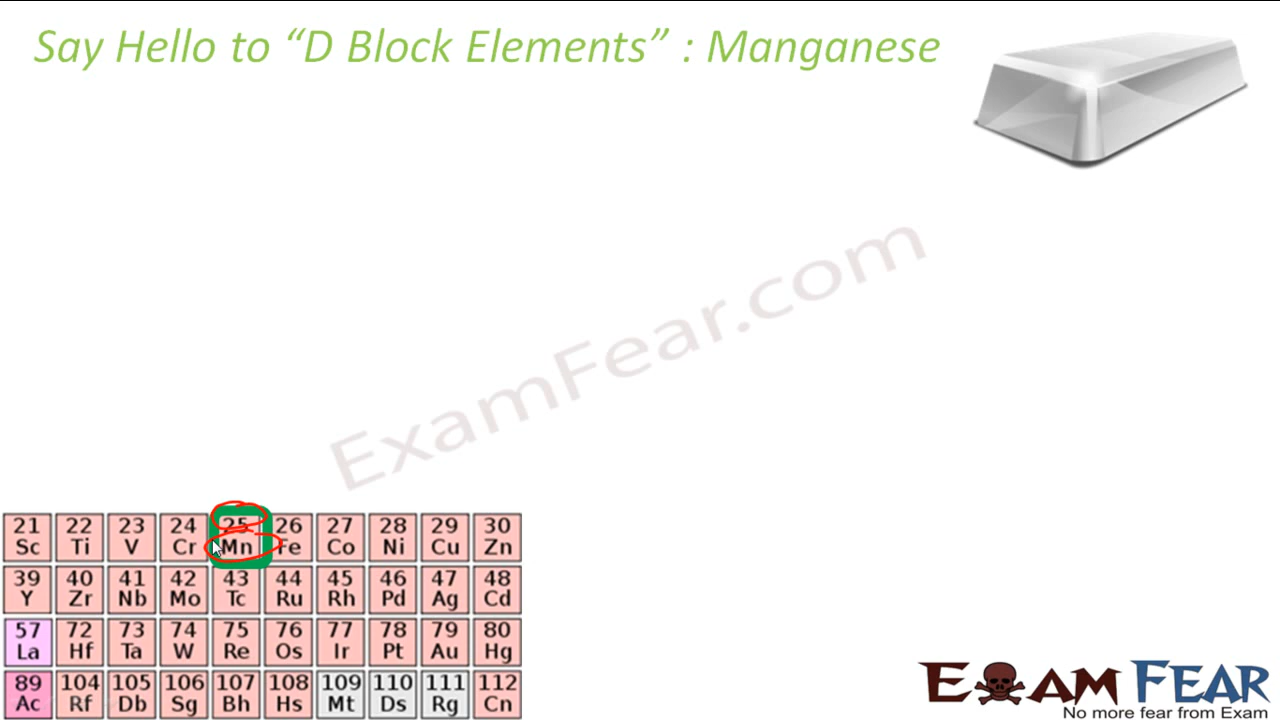 Say Hello to “D Block Elements” : Manganese
ExamFear.com
21 22 23 24 25 26 27 28 29 30
Sc Ti V Cr Mn Fe Co Ni Cu Zn
39 40 41 42 43 44 45 46 47 48
Y Zr Nb Mo Tc Ru Rh Pd Ag Cd
57 72 73 74 75 76 77 78 79 80
La Hf Ta W Re Os Ir Pt Au Hg
89 104 105 106 107 108 109 110 111 112
Ac Rf Db Sg Bh Hs Mt Ds Rg Cn
EXAM FEAR
No more fear from Exam